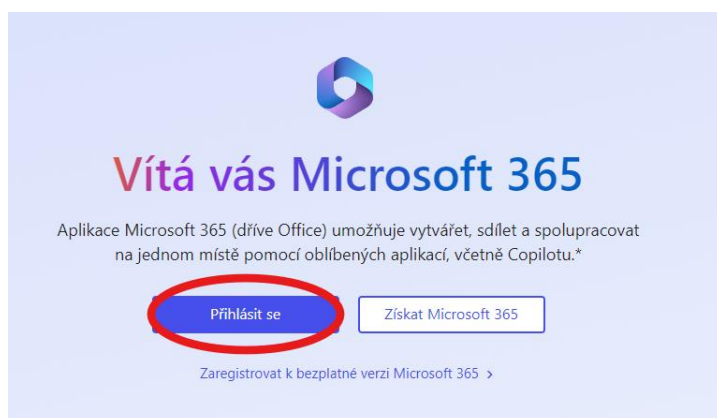 Vítá vás Microsoft 365
Aplikace Microsoft 365 (dříve Office) umožňuje vytvářet, sdílet a spolupracovat
na jednom místě pomocí oblíbených aplikací, včetně Copilotu.*
Přihlásit se
Získat Microsoft 365
Zaregistrovat k bezplatné verzi Microsoft 365 >